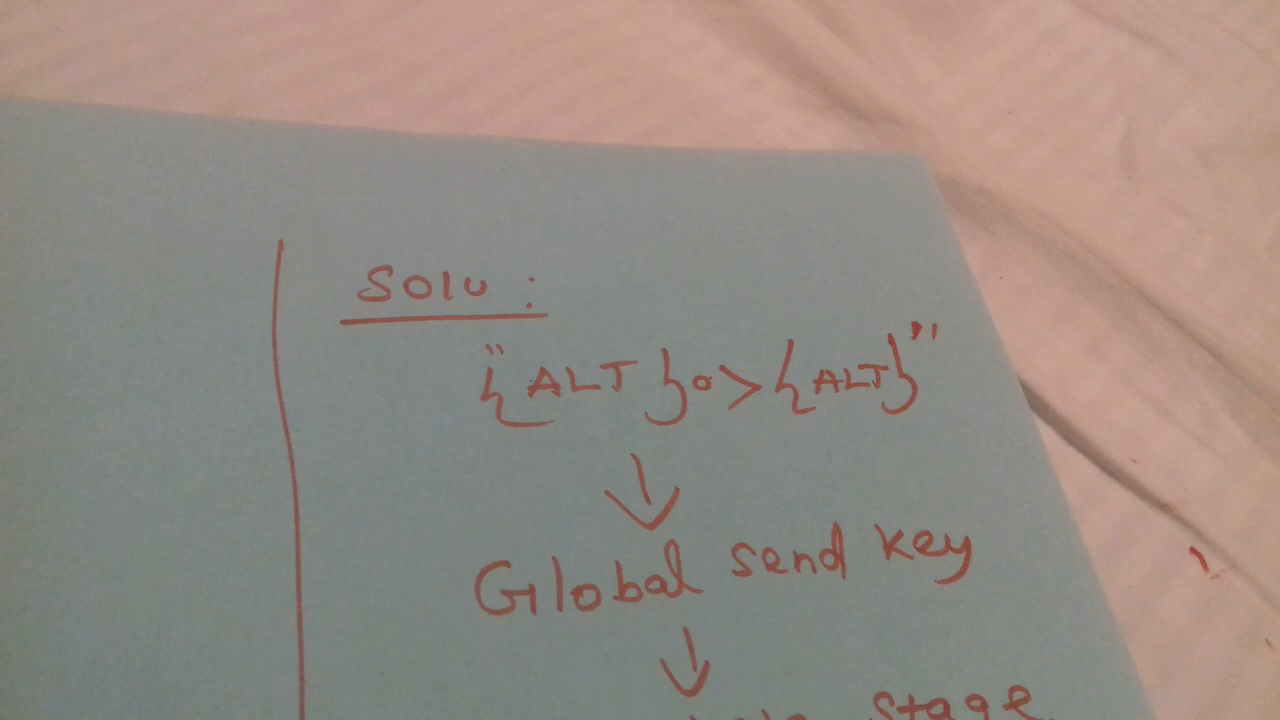 Solu :
"{ALT}o>{ALT}"
↓
Global send key
↓
stage